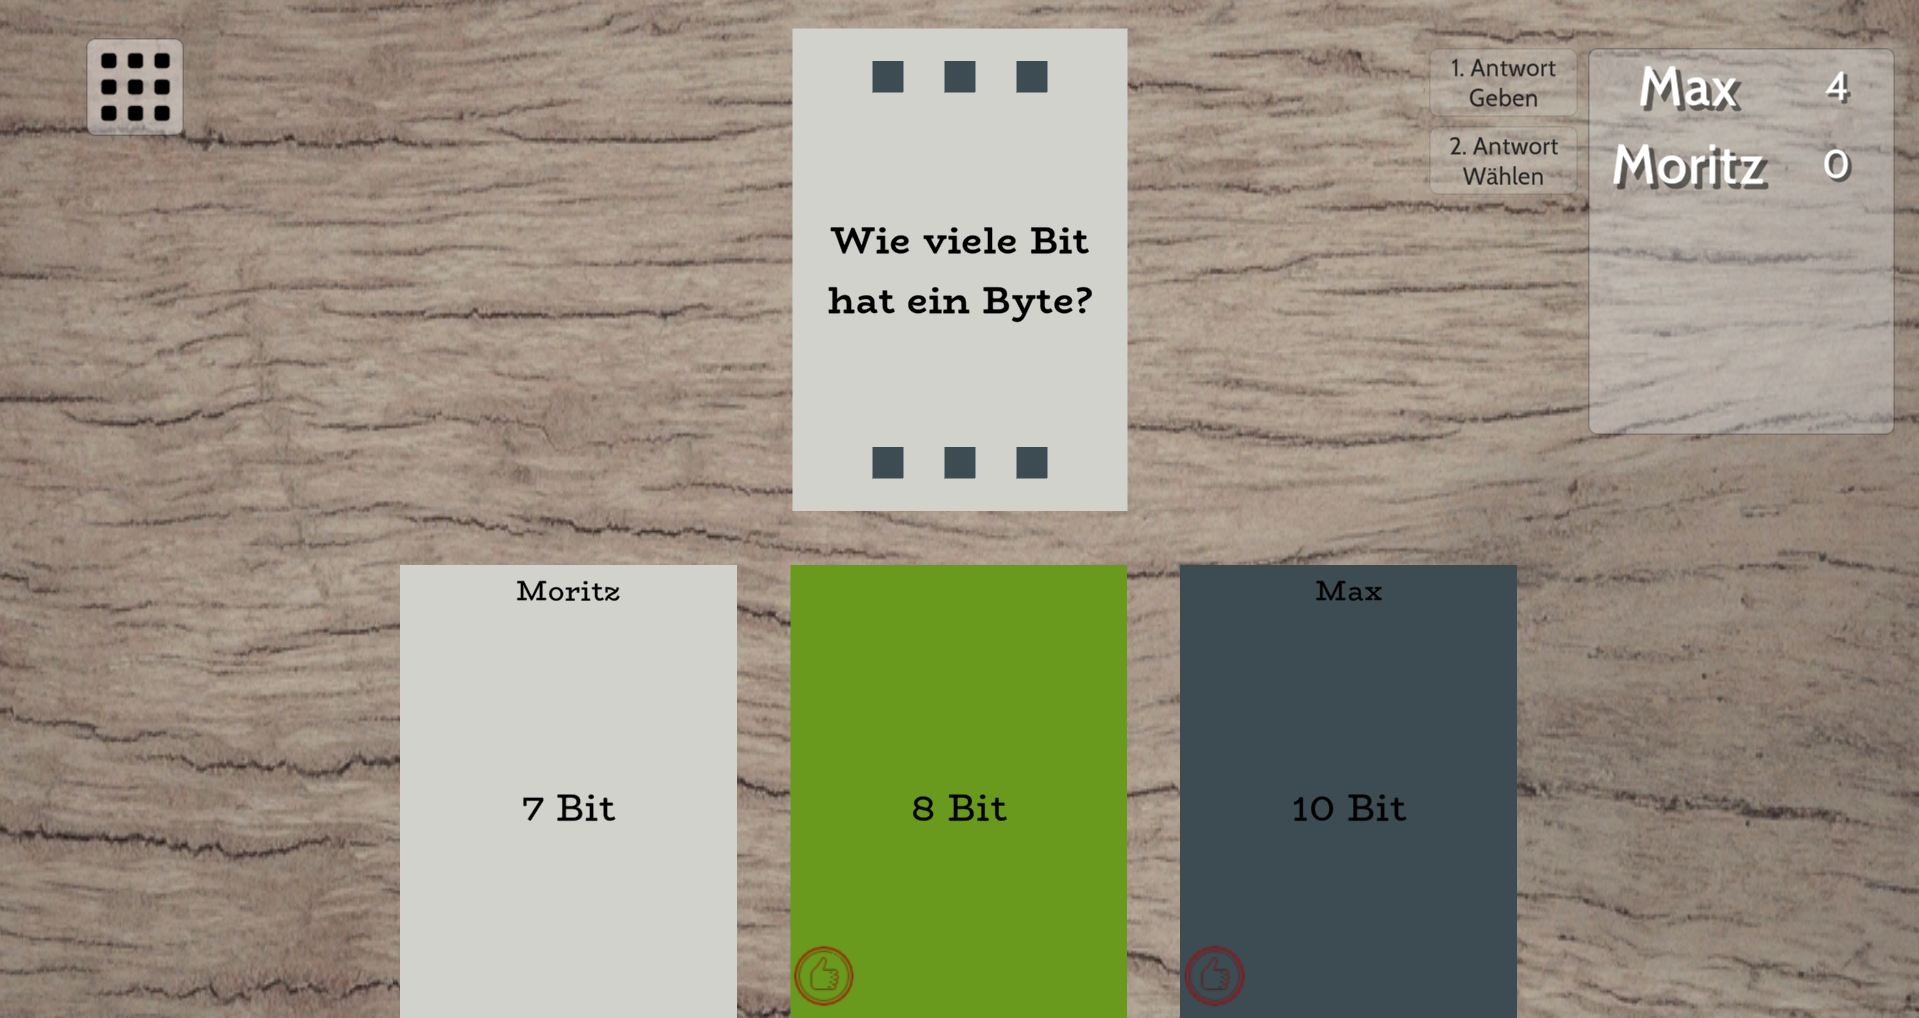 1. Antwort
Geben
2. Antwort
Wählen
Max 4
Moritz 0
Wie viele Bit
hat ein Byte?
Moritz
7 Bit
8 Bit
Max
10 Bit